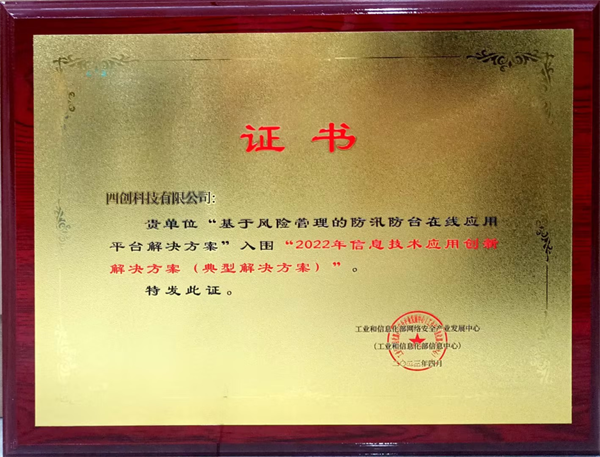 证书
四创科技有限公司:
贵单位“基于风险管理的防汛防台在线应用
平台解决方案”入围“2022年信息技术应用创新
解决方案(典型解决方案)”。
特发此证。
工业和信息化部网络安全产业发展中心
(工业和信息化部信息中心)
二〇二三年四月